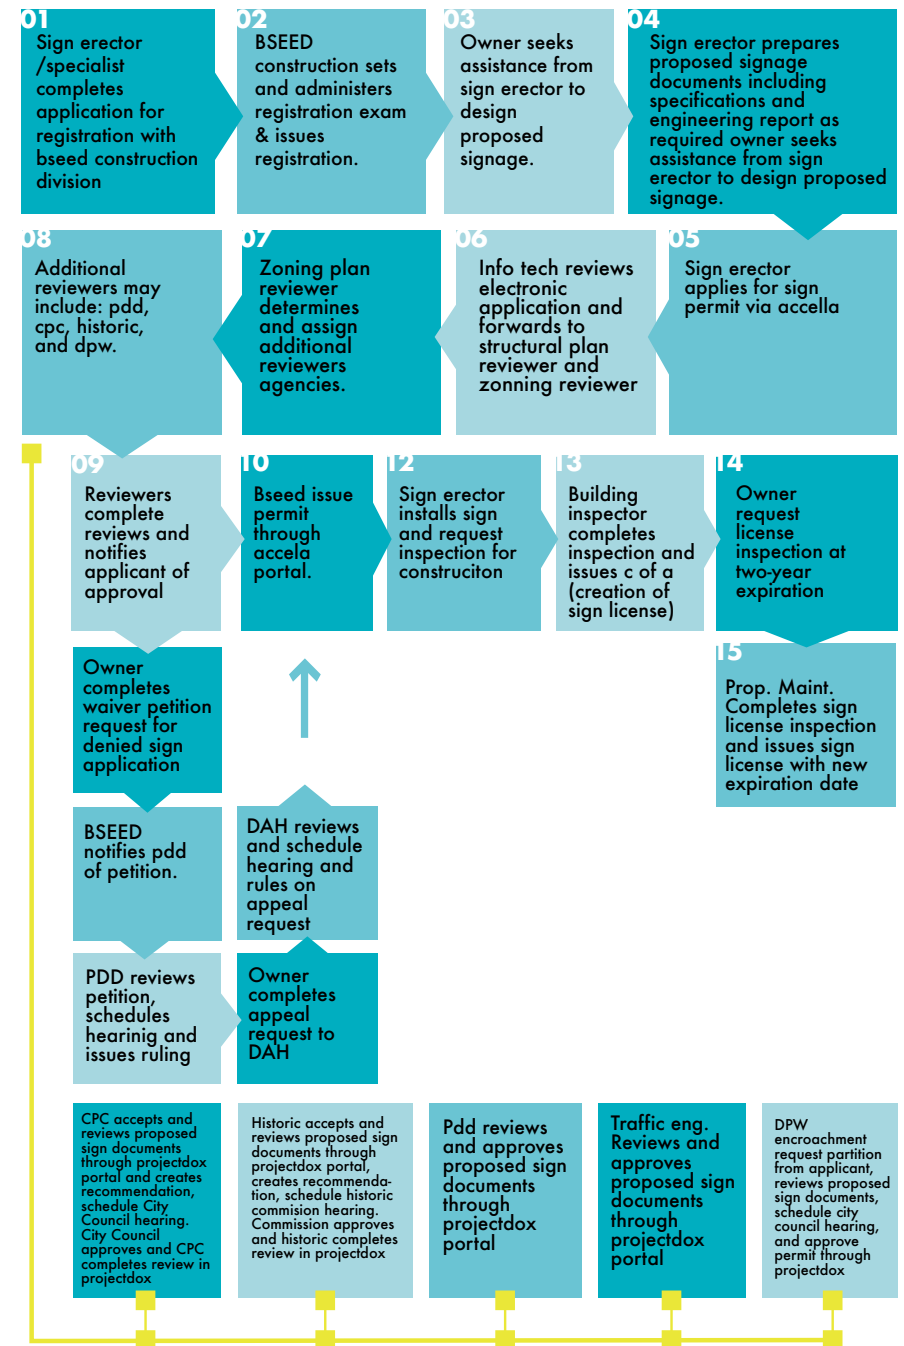 01
Sign erector
/specialist
completes
application for
registration with
bseed construction
division
02
BSEED
construction sets
and administers
registration exam
& issues
registration.
03
Owner seeks
assistance from
sign erector to
design
proposed
signage.
04
Sign erector prepares
proposed signage
documents including
specifications and
engineering report as
required owner seeks
assistance from sign
erector to design proposed
signage.
05
Sign erector
applies for sign
permit via accella
06
Info tech reviews
electronic
application and
forwards to
structural plan
reviewer and
zonning reviewer
07
Zoning plan
reviewer
determines
and assign
additional
reviewers
agencies.
08
Additional
reviewers may
include: pdd,
cpc, historic,
and dpw.
09
Reviewers
complete
reviews and
notifies
applicant of
approval
10
Bseed issue
permit
through
accela
portal.
12
Sign erector
installs sign
and request
inspection for
construciton
13
Building
inspector
completes
inspection and
issues c of a
(creation of
sign license)
14
Owner
request
license
inspection at
two-year
expiration
15
Prop. Maint.
Completes sign
license inspection
and issues sign
license with new
expiration date
Owner
completes
waiver petition
request for
denied sign
application
BSEED
notifies pdd
of petition.
PDD reviews
petition,
schedules
hearinig and
issues ruling
Owner
completes
appeal
request to
DAH
DAH reviews
and schedule
hearing and
rules on
appeal
request
CPC accepts and
reviews proposed
sign documents
through projectdox
portal and creates
recommendation,
schedule City
Council hearing.
City Council
approves and CPC
completes review in
projectdox
Historic accepts and
reviews proposed sign
documents through
projectdox portal,
creates recommenda-
tion, schedule historic
commision hearing.
Commission approves
and historic completes
review in projectdox
Pdd reviews
and approves
proposed sign
documents
through
projectdox
portal
Traffic eng.
Reviews and
approves
proposed sign
documents
through
projectdox
portal
DPW
encroachment
request partition
from applicant,
reviews proposed
sign documents,
schedule city
council hearing,
and approve
permit through
projectdox